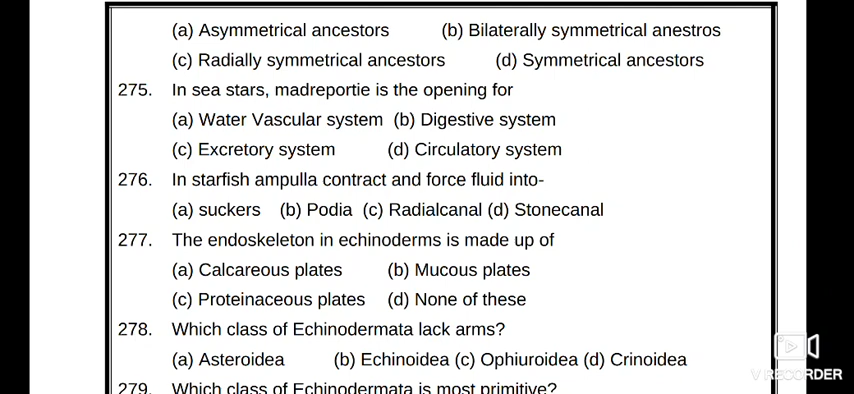 (a) Asymmetrical ancestors (b) Bilaterally symmetrical anestros
(c) Radially symmetrical ancestors (d) Symmetrical ancestors
275. In sea stars, madreportie is the opening for
(a) Water Vascular system (b) Digestive system
(c) Excretory system (d) Circulatory system
276. In starfish ampulla contract and force fluid into-
(a) suckers (b) Podia (c) Radialcanal (d) Stonecanal
277. The endoskeleton in echinoderms is made up of
(a) Calcareous plates (b) Mucous plates
(c) Proteinaceous plates (d) None of these
278. Which class of Echinodermata lack arms?
(a) Asteroidea (b) Echinoidea (c) Ophiuroidea (d) Crinoidea
279. Which class of Echinodermata is most primitive?
V RECORDER